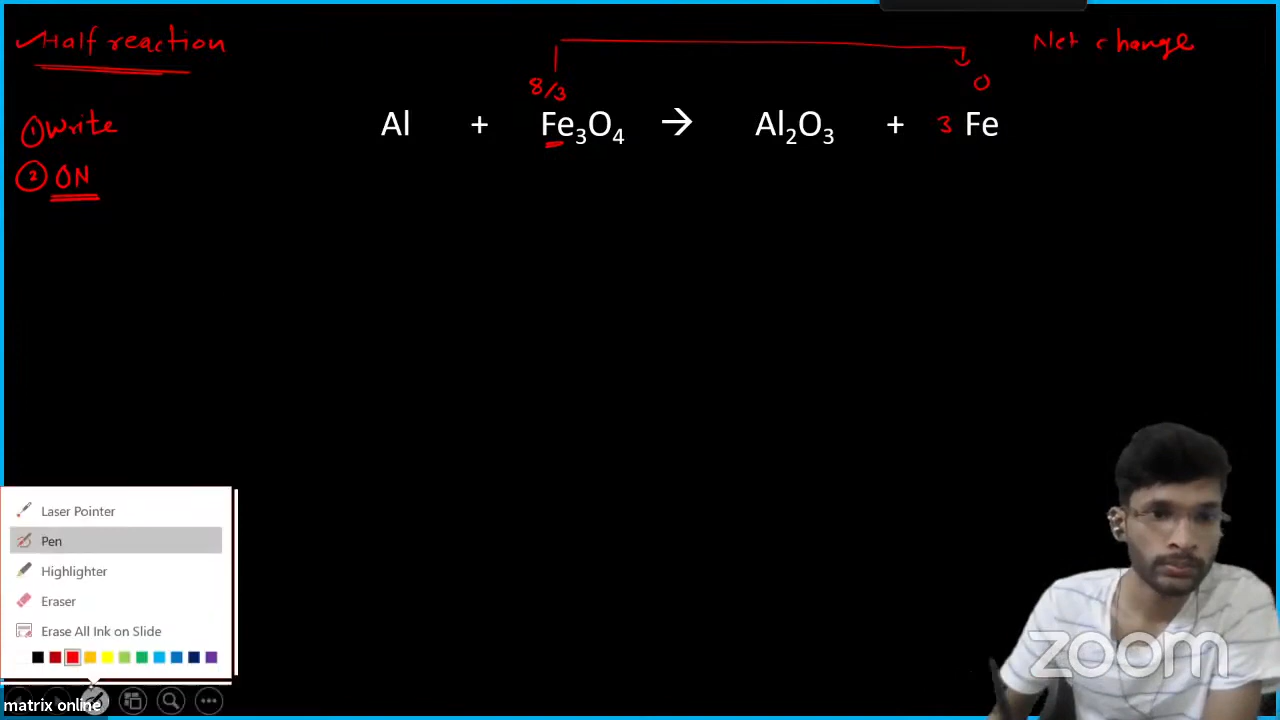 ✓Half reaction
Net change
8/3
0
Al + Fe₃O₄ → Al₂O₃ + 3 Fe
① Write
② ON
Laser Pointer
Pen
Highlighter
Eraser
Erase All Ink on Slide
zoom
matrix online